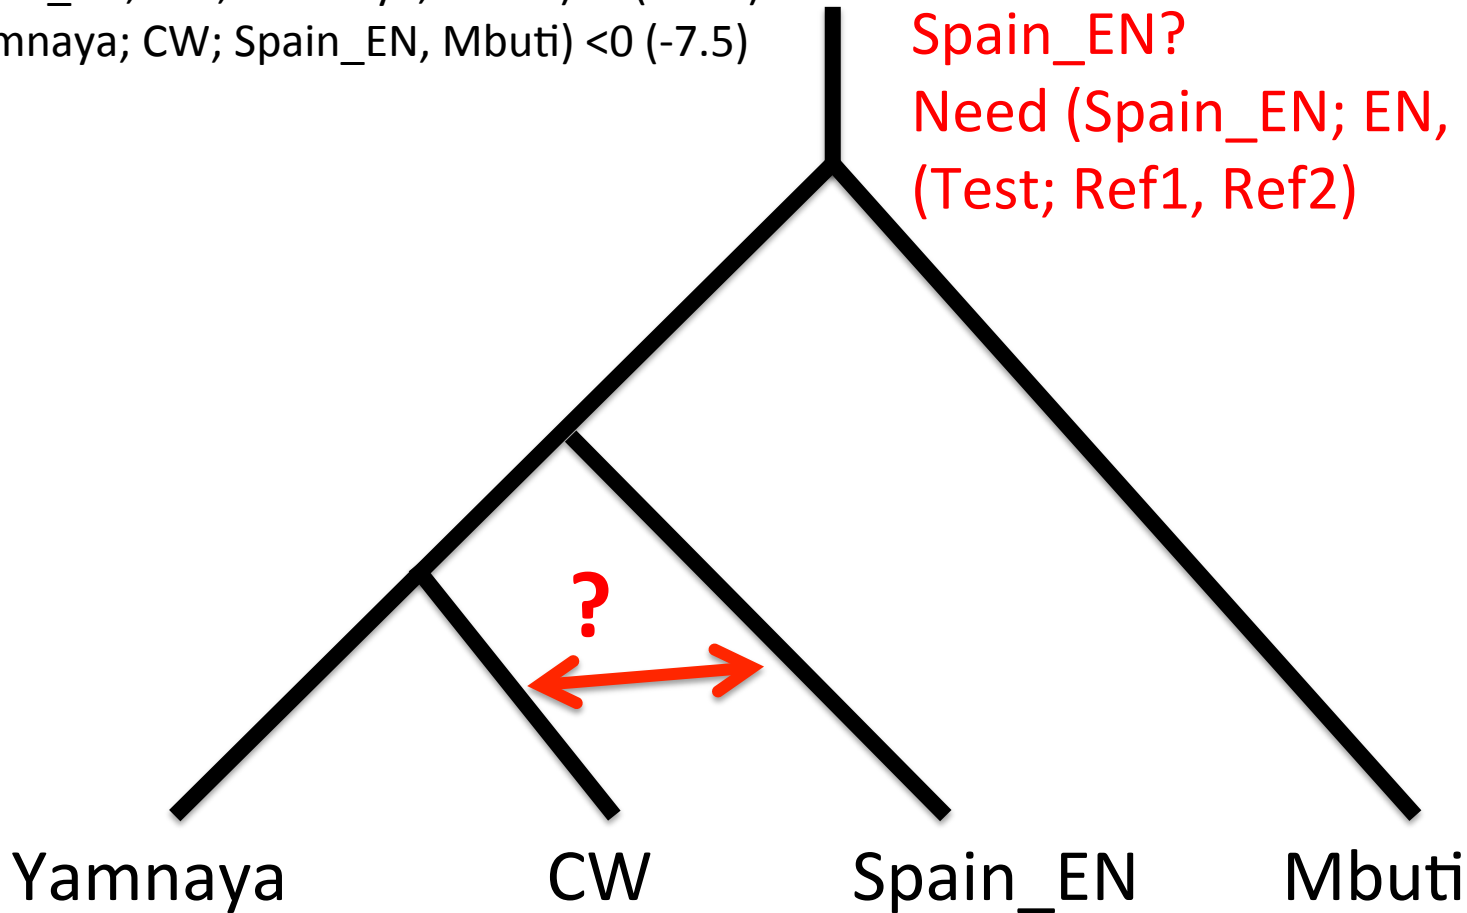 mnaya; CW; Spain_EN, Mbuti) <0 (-7.5)
Spain_EN?
Need (Spain_EN; EN,
(Test; Ref1, Ref2)
?
Yamnaya CW Spain_EN Mbuti